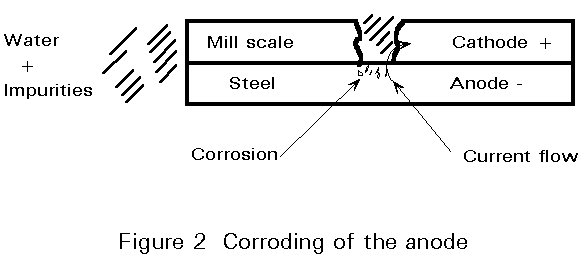 Water
+
Impurities
Mill scale
Cathode +
Steel
Anode -
Corrosion
Current flow
Figure 2 Corroding of the anode